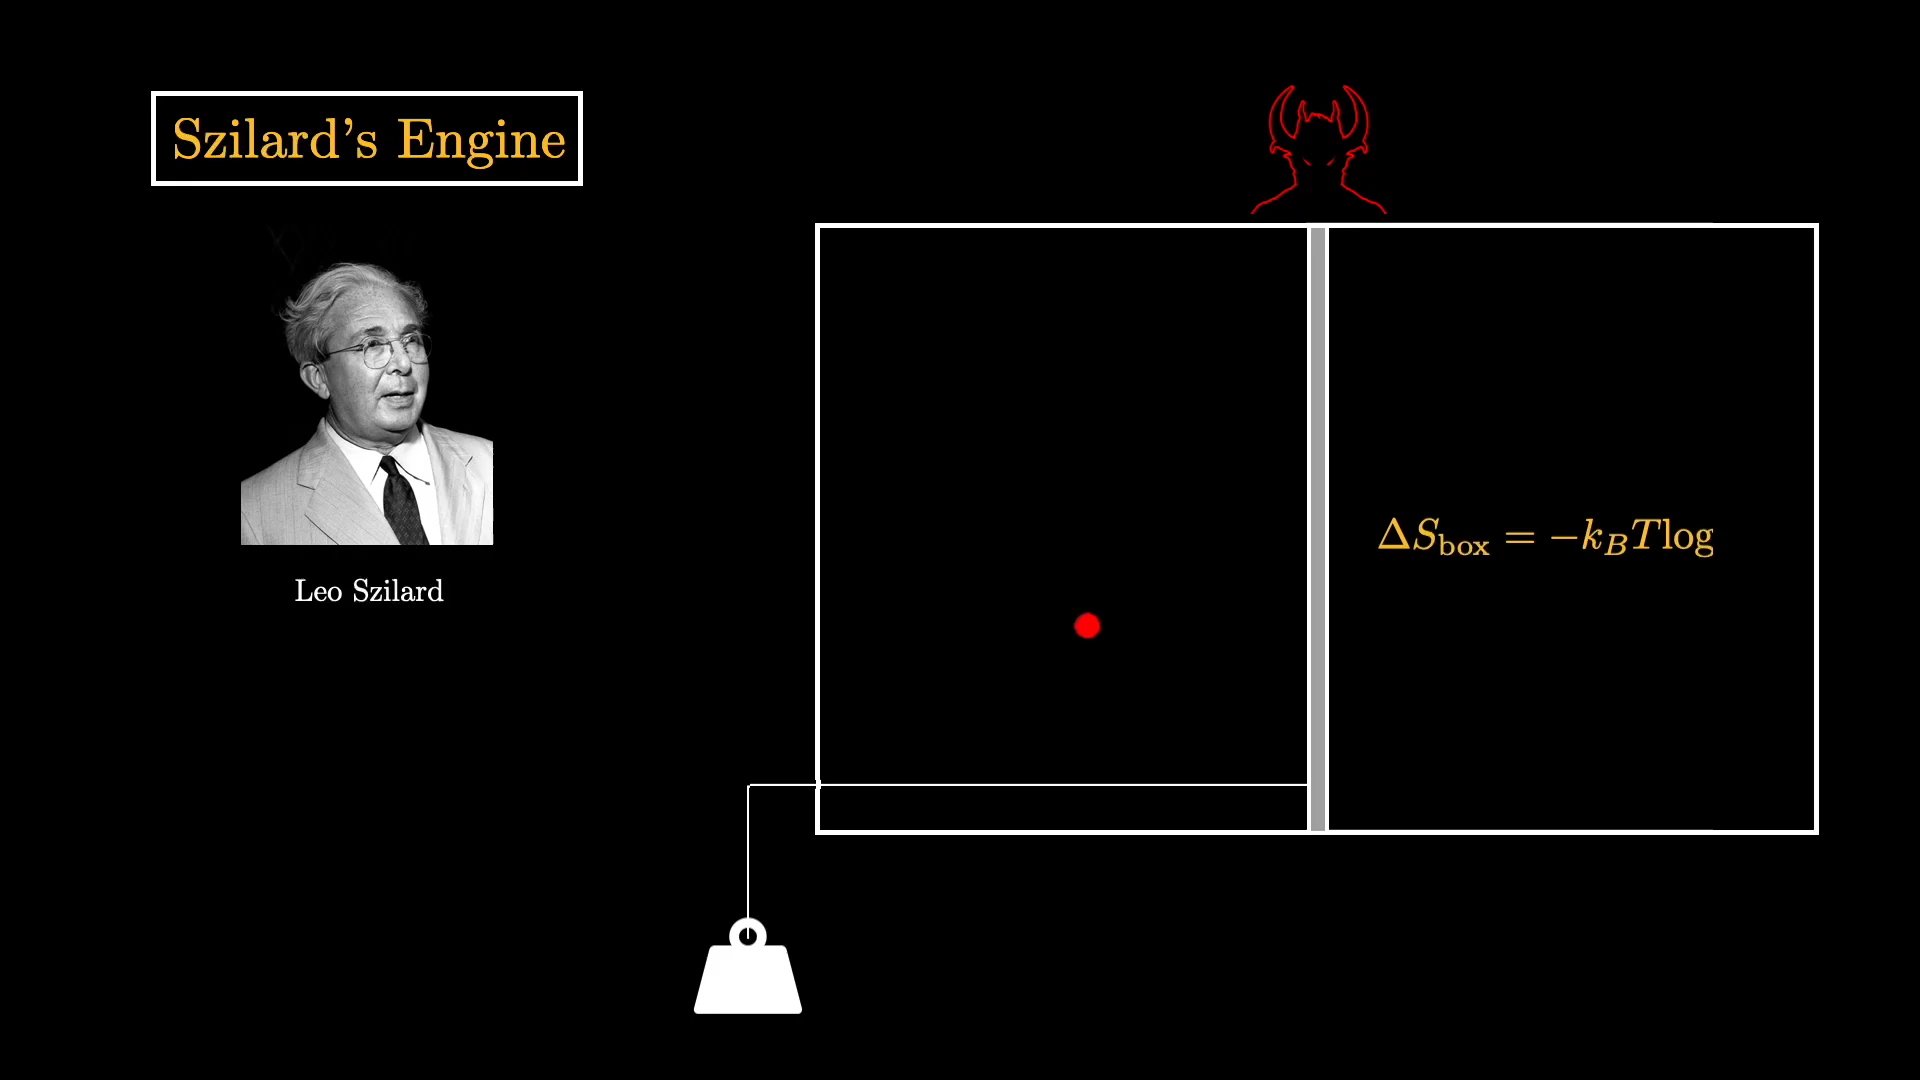 Szilard's Engine
Leo Szilard
ΔS_box = −k_B T log